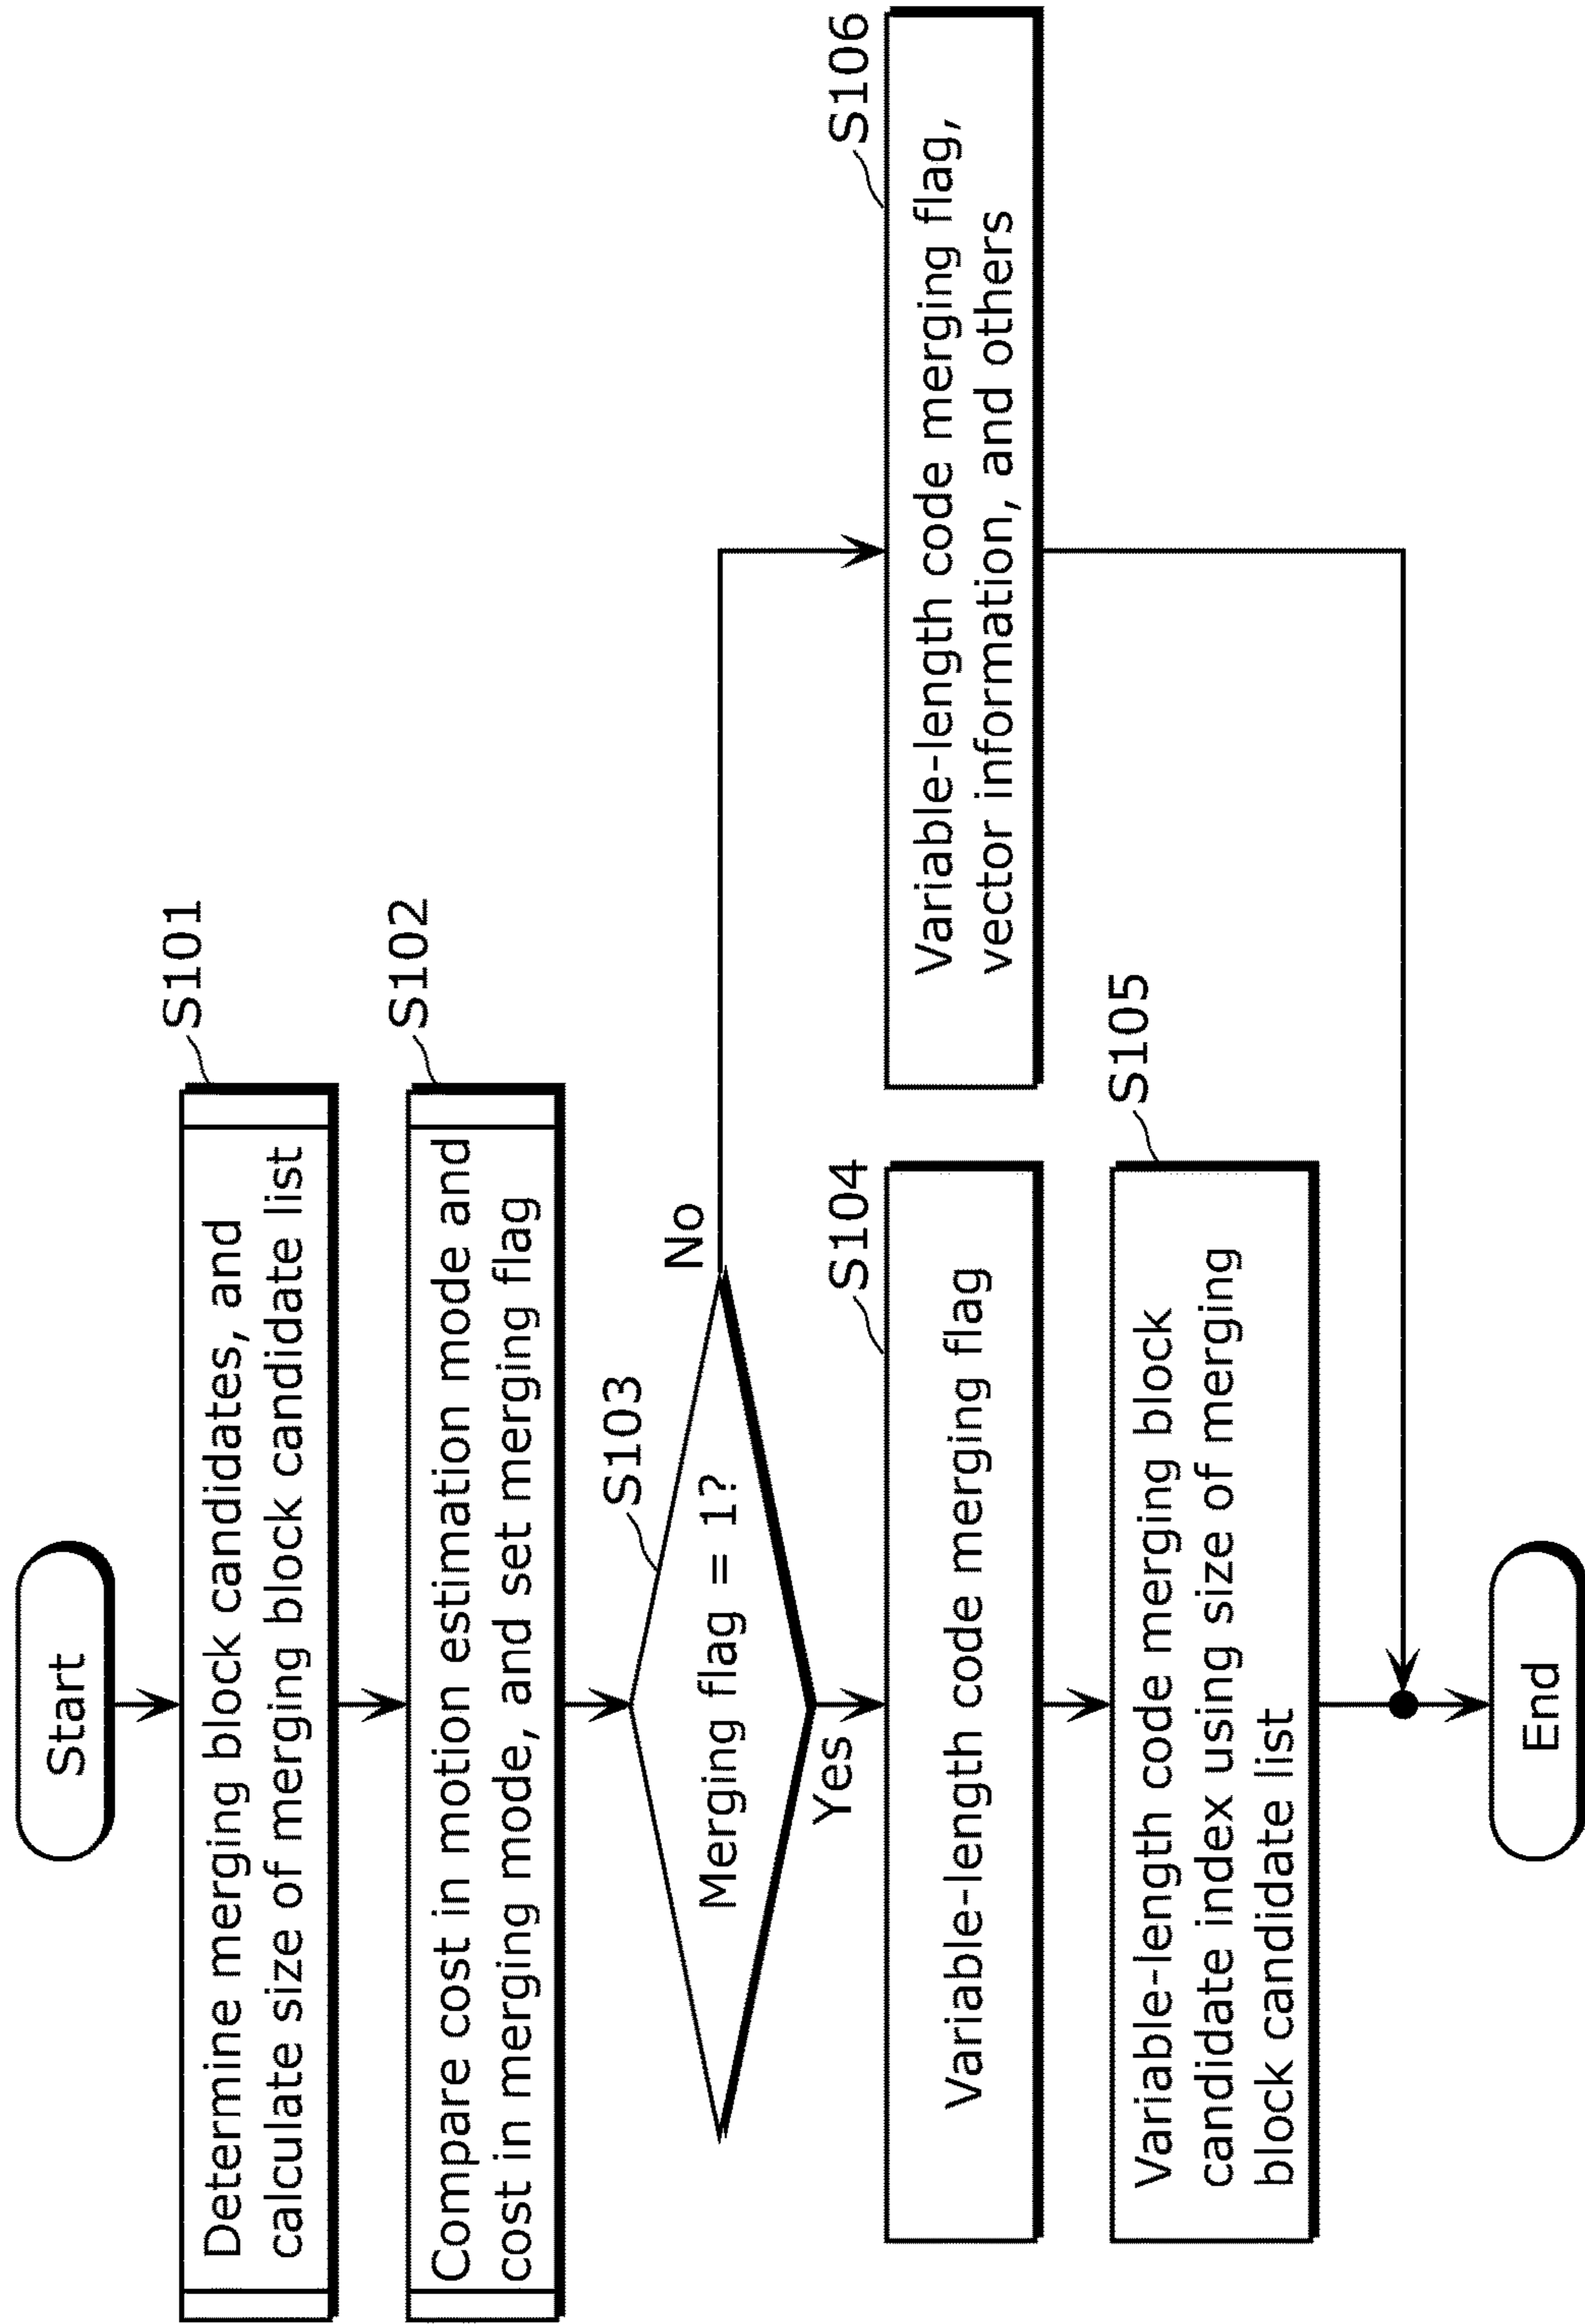 Start
S101
Determine merging block candidates, and
calculate size of merging block candidate list
S102
Compare cost in motion estimation mode and
cost in merging mode, and set merging flag
S103
Merging flag = 1?
No
Yes
S104
Variable-length code merging flag
S106
Variable-length code merging flag,
vector information, and others
S105
Variable-length code merging block
candidate index using size of merging
block candidate list
End